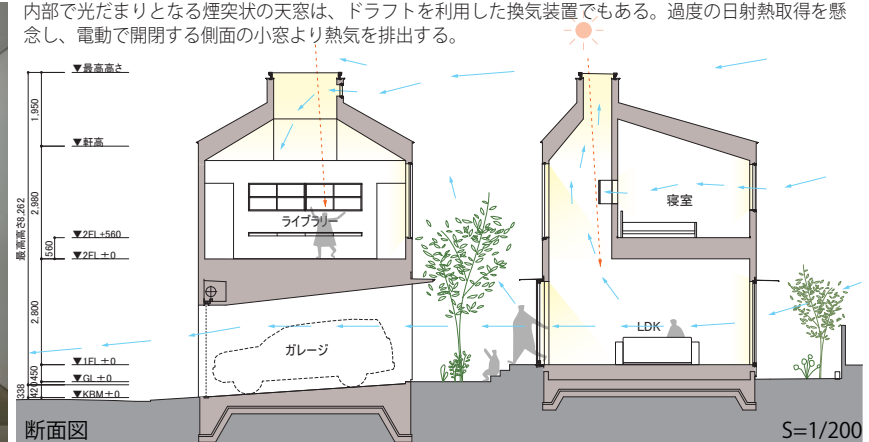 内部で光だまりとなる煙突状の天窓は、ドラフトを利用した換気装置でもある。過度の日射熱取得を懸
念し、電動で開閉する側面の小窓より熱気を排出する。
▼最高高さ
1,950
▼軒高
最高高さ8,262
2,980
ライブラリー
寝室
▼2FL+560
560
▼2FL±0
2,800
LDK
ガレージ
▼1FL±0
450
▼GL±0
420
338
▼KBM±0
断面図
S=1/200